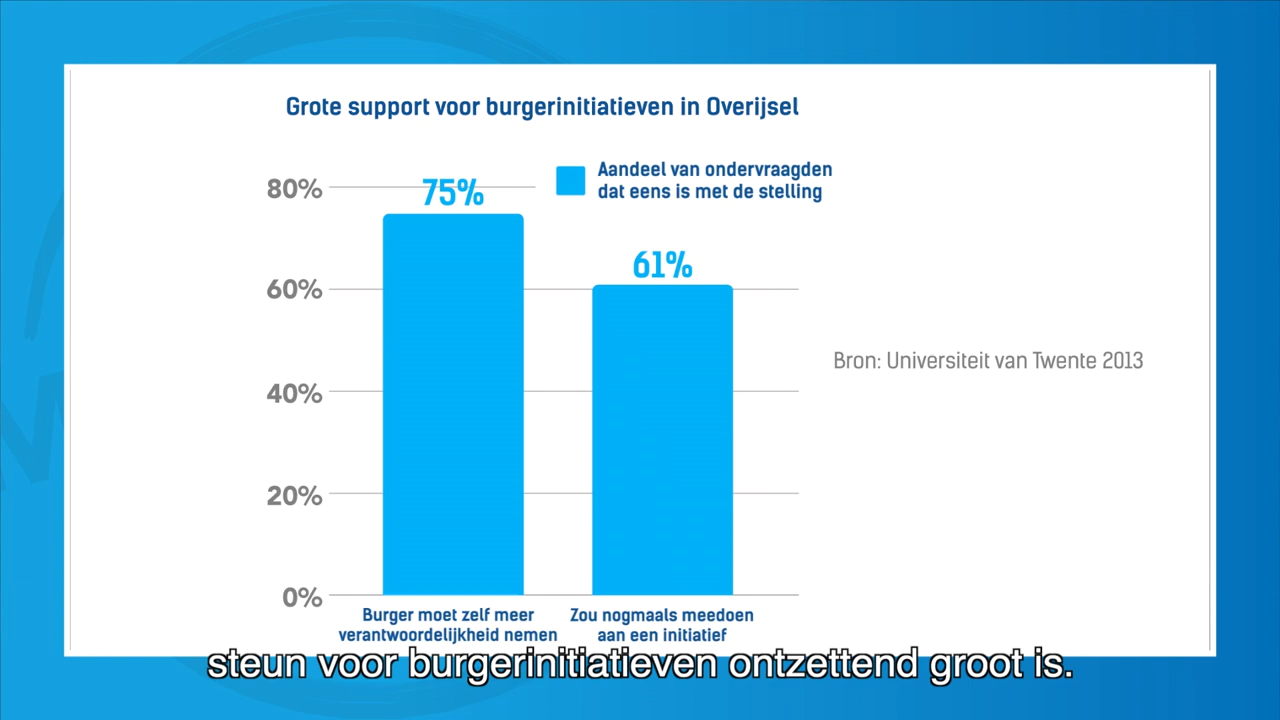 Grote support voor burgerinitiatieven in Overijsel
Aandeel van ondervraagden
dat eens is met de stelling
80%
75%
61%
60%
40%
20%
0%
Bron: Universiteit van Twente 2013
Burger moet zelf meer
verantwoordelijkheid nemen
Zou nogmaals meedoen
aan een initiatief
steun voor burgerinitiatieven ontzettend groot is.